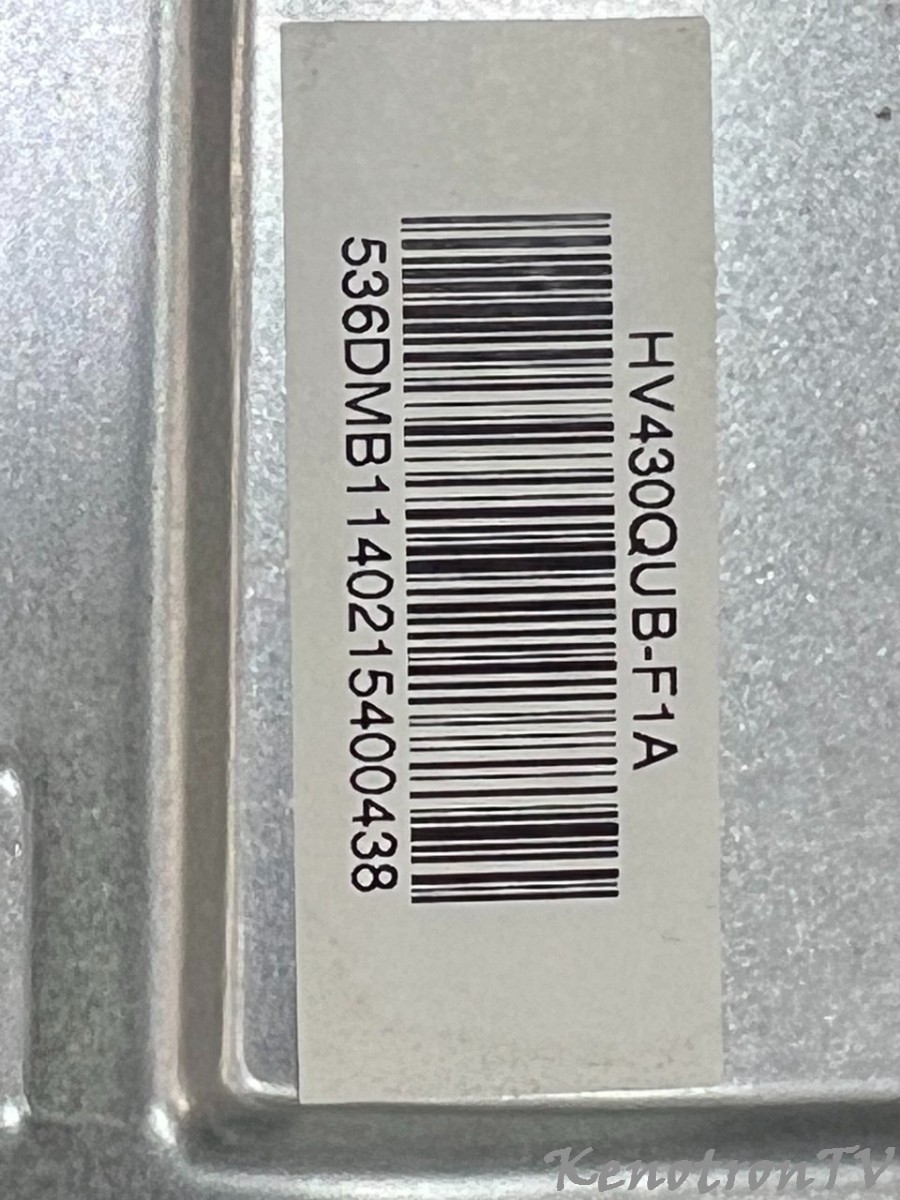 HV430QUB-F1A
536DMB1140215400438
KenotronTV